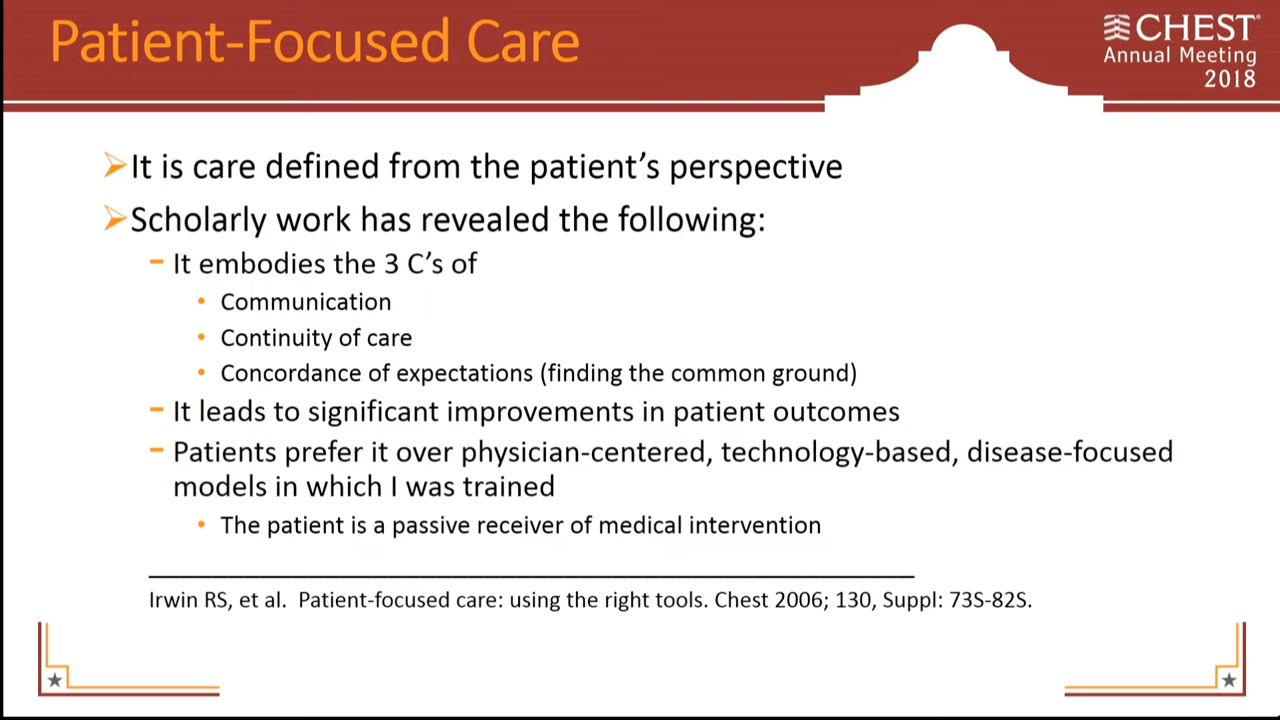 Patient-Focused Care
CHEST®
Annual Meeting
2018
➢It is care defined from the patient’s perspective
➢Scholarly work has revealed the following:
– It embodies the 3 C’s of
• Communication
• Continuity of care
• Concordance of expectations (finding the common ground)
– It leads to significant improvements in patient outcomes
– Patients prefer it over physician-centered, technology-based, disease-focused
models in which I was trained
• The patient is a passive receiver of medical intervention
Irwin RS, et al.  Patient-focused care: using the right tools. Chest 2006; 130, Suppl: 73S-82S.